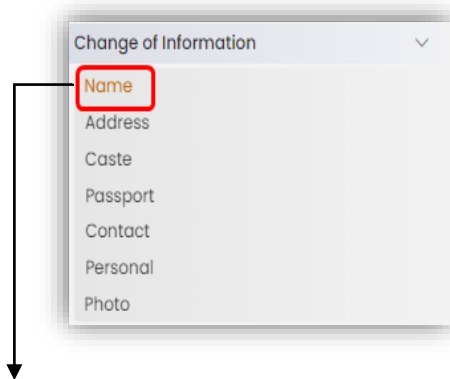 Change of Information
Name
Address
Caste
Passport
Contact
Personal
Photo